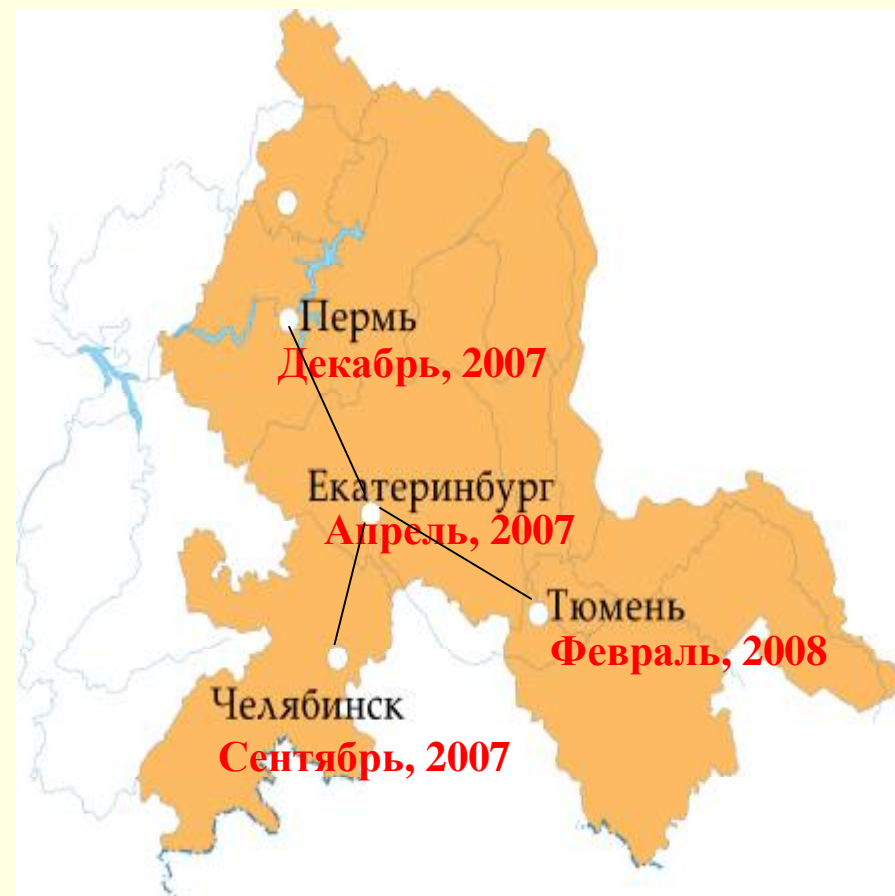 Пермь
Декабрь, 2007
Екатеринбург
Апрель, 2007
Тюмень
Февраль, 2008
Челябинск
Сентябрь, 2007